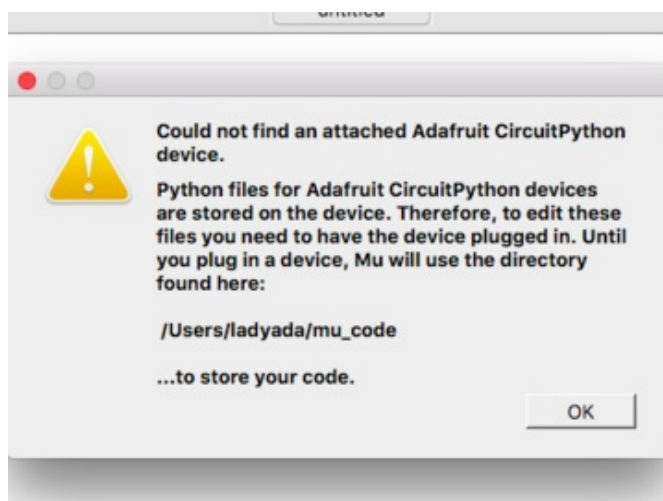 untitled
Could not find an attached Adafruit CircuitPython
device.
Python files for Adafruit CircuitPython devices
are stored on the device. Therefore, to edit these
files you need to have the device plugged in. Until
you plug in a device, Mu will use the directory
found here:
/Users/ladyada/mu_code
...to store your code.
OK